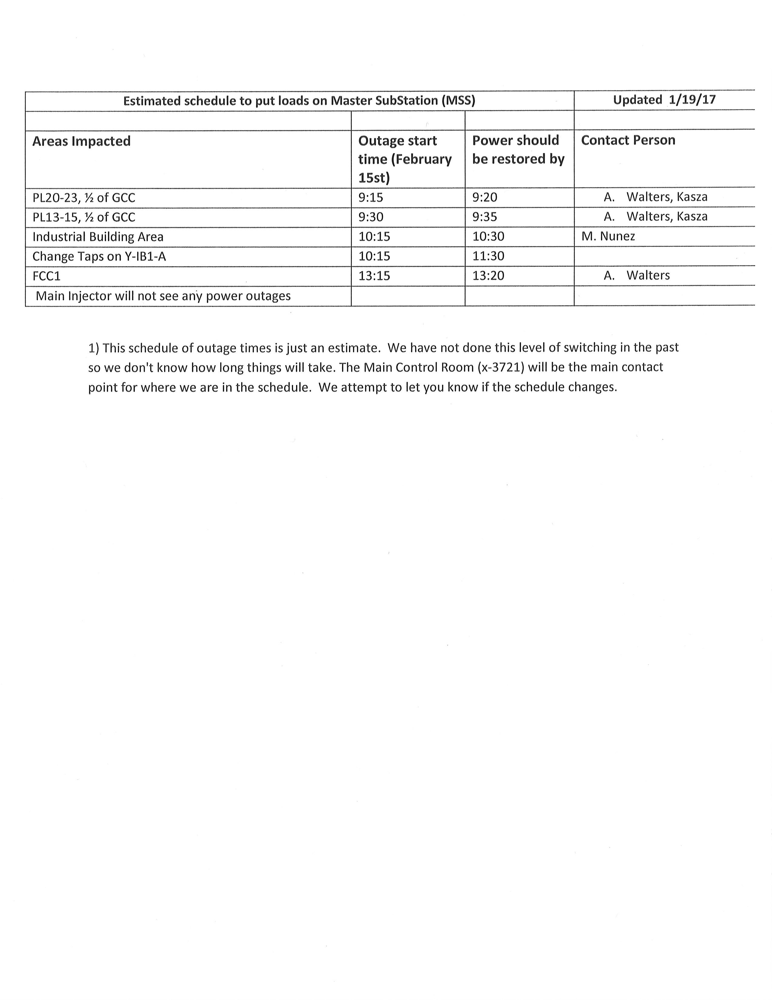 Estimated schedule to put loads on Master SubStation (MSS) Updated 1/19/17
Areas Impacted Outage start time (February 15st) Power should be restored by Contact Person
PL20-23, ½ of GCC 9:15 9:20 A. Walters, Kasza
PL13-15, ½ of GCC 9:30 9:35 A. Walters, Kasza
Industrial Building Area 10:15 10:30 M. Nunez
Change Taps on Y-IB1-A 10:15 11:30
FCC1 13:15 13:20 A. Walters
Main Injector will not see any power outages
1) This schedule of outage times is just an estimate. We have not done this level of switching in the past
so we don't know how long things will take. The Main Control Room (x-3721) will be the main contact
point for where we are in the schedule. We attempt to let you know if the schedule changes.